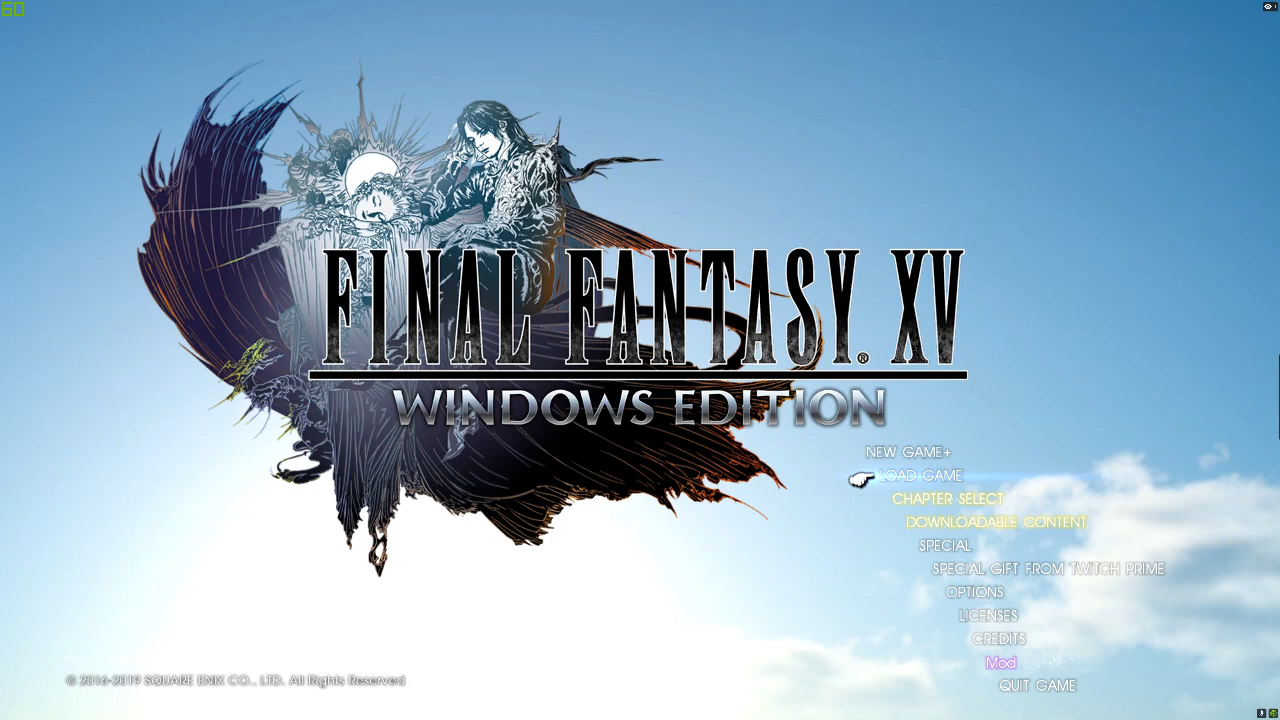 60
FINAL FANTASY® XV
WINDOWS EDITION
NEW GAME+
LOAD GAME
CHAPTER SELECT
DOWNLOADABLE CONTENT
SPECIAL
SPECIAL GIFT FROM TWITCH PRIME
OPTIONS
LICENSES
CREDITS
Mod
QUIT GAME
© 2016-2019 SQUARE ENIX CO., LTD. All Rights Reserved